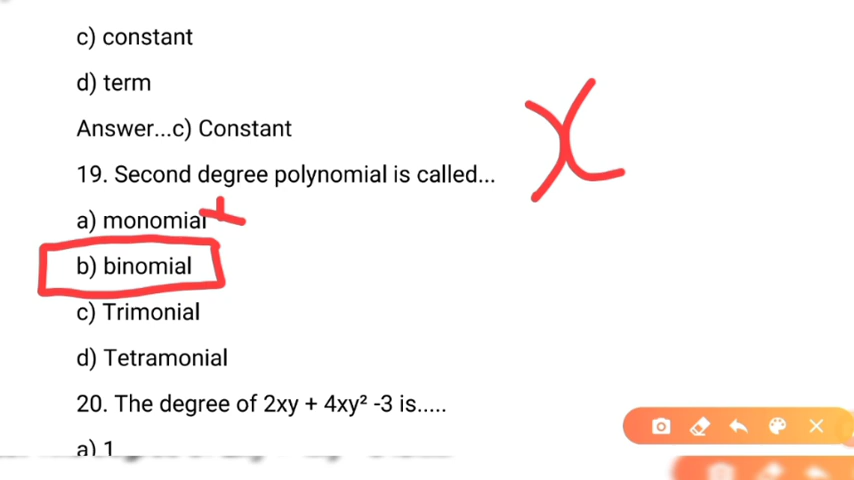 c) constant
d) term
Answer...c) Constant
19. Second degree polynomial is called...
x
a) monomial
b) binomial
c) Trimonial
d) Tetramonial
20. The degree of 2xy + 4xy² -3 is.....
a) 1